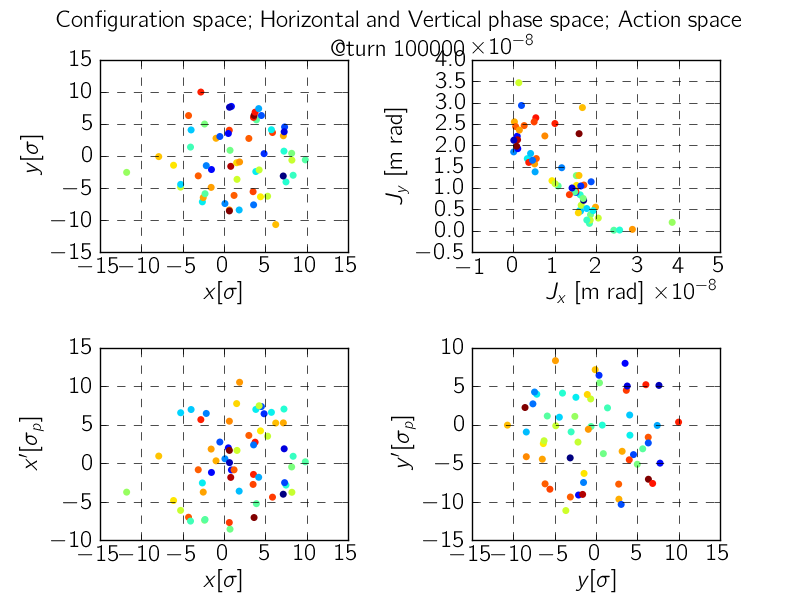 Configuration space; Horizontal and Vertical phase space; Action space
@turn 100000
×10⁻⁸
15
10
5
0
−5
−10
−15
y[σ]
−15 −10 −5 0 5 10 15
x[σ]
4.0
3.5
3.0
2.5
2.0
1.5
1.0
0.5
0.0
−0.5
J_y [m rad]
−1 0 1 2 3 4 5
J_x [m rad] ×10⁻⁸
15
10
5
0
−5
−10
x′[σ_p]
−15 −10 −5 0 5 10 15
x[σ]
10
5
0
−5
−10
−15
y′[σ_p]
−15 −10 −5 0 5 10 15
y[σ]